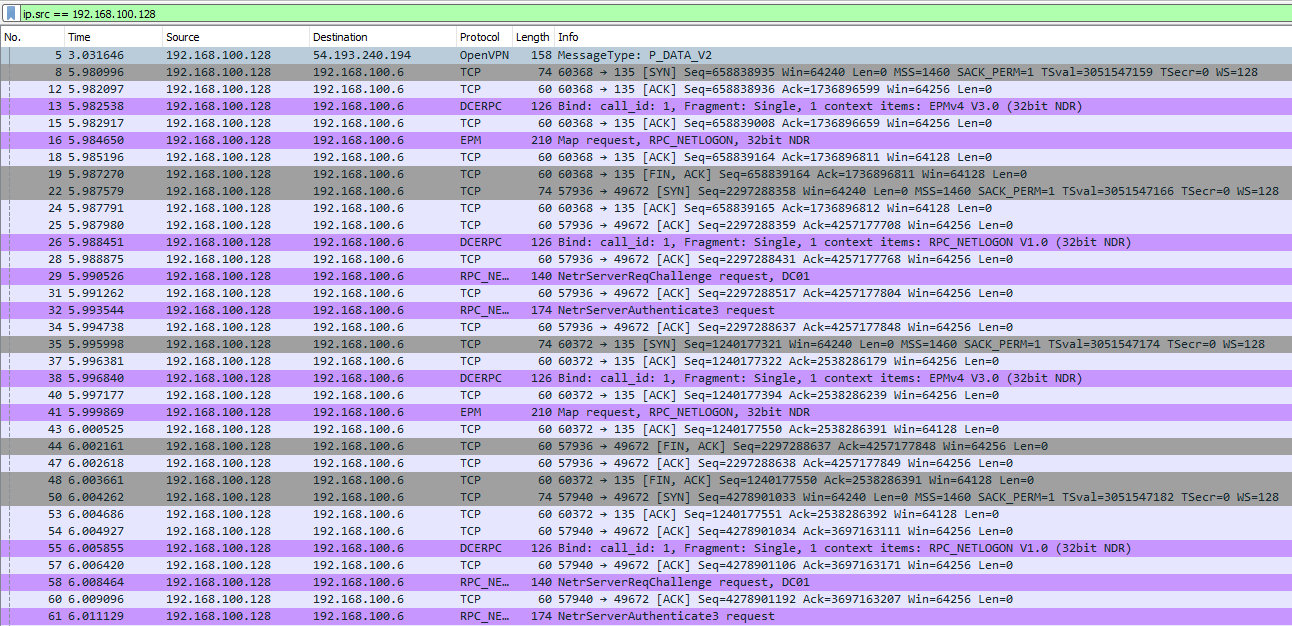 ip.src == 192.168.100.128
No. Time Source Destination Protocol Length Info
5 3.031646 192.168.100.128 54.193.240.194 OpenVPN 158 MessageType: P_DATA_V2
8 5.980996 192.168.100.128 192.168.100.6 TCP 74 60368 → 135 [SYN] Seq=658838935 Win=64240 Len=0 MSS=1460 SACK_PERM=1 TSval=3051547159 TSecr=0 WS=128
12 5.982097 192.168.100.128 192.168.100.6 TCP 60 60368 → 135 [ACK] Seq=658838936 Ack=1736896599 Win=64256 Len=0
13 5.982538 192.168.100.128 192.168.100.6 DCERPC 126 Bind: call_id: 1, Fragment: Single, 1 context items: EPMv4 V3.0 (32bit NDR)
15 5.982917 192.168.100.128 192.168.100.6 TCP 60 60368 → 135 [ACK] Seq=658839008 Ack=1736896659 Win=64256 Len=0
16 5.984650 192.168.100.128 192.168.100.6 EPM 210 Map request, RPC_NETLOGON, 32bit NDR
18 5.985196 192.168.100.128 192.168.100.6 TCP 60 60368 → 135 [ACK] Seq=658839164 Ack=1736896811 Win=64128 Len=0
19 5.987270 192.168.100.128 192.168.100.6 TCP 60 60368 → 135 [FIN, ACK] Seq=658839164 Ack=1736896811 Win=64128 Len=0
22 5.987579 192.168.100.128 192.168.100.6 TCP 74 57936 → 49672 [SYN] Seq=2297288358 Win=64240 Len=0 MSS=1460 SACK_PERM=1 TSval=3051547166 TSecr=0 WS=128
24 5.987791 192.168.100.128 192.168.100.6 TCP 60 60368 → 135 [ACK] Seq=658839165 Ack=1736896812 Win=64128 Len=0
25 5.987980 192.168.100.128 192.168.100.6 TCP 60 57936 → 49672 [ACK] Seq=2297288359 Ack=4257177708 Win=64256 Len=0
26 5.988451 192.168.100.128 192.168.100.6 DCERPC 126 Bind: call_id: 1, Fragment: Single, 1 context items: RPC_NETLOGON V1.0 (32bit NDR)
28 5.988875 192.168.100.128 192.168.100.6 TCP 60 57936 → 49672 [ACK] Seq=2297288431 Ack=4257177768 Win=64256 Len=0
29 5.990526 192.168.100.128 192.168.100.6 RPC_NE… 140 NetrServerReqChallenge request, DC01
31 5.991262 192.168.100.128 192.168.100.6 TCP 60 57936 → 49672 [ACK] Seq=2297288517 Ack=4257177804 Win=64256 Len=0
32 5.993544 192.168.100.128 192.168.100.6 RPC_NE… 174 NetrServerAuthenticate3 request
34 5.994738 192.168.100.128 192.168.100.6 TCP 60 57936 → 49672 [ACK] Seq=2297288637 Ack=4257177848 Win=64256 Len=0
35 5.995998 192.168.100.128 192.168.100.6 TCP 74 60372 → 135 [SYN] Seq=1240177321 Win=64240 Len=0 MSS=1460 SACK_PERM=1 TSval=3051547174 TSecr=0 WS=128
37 5.996381 192.168.100.128 192.168.100.6 TCP 60 60372 → 135 [ACK] Seq=1240177322 Ack=2538286179 Win=64256 Len=0
38 5.996840 192.168.100.128 192.168.100.6 DCERPC 126 Bind: call_id: 1, Fragment: Single, 1 context items: EPMv4 V3.0 (32bit NDR)
40 5.997177 192.168.100.128 192.168.100.6 TCP 60 60372 → 135 [ACK] Seq=1240177394 Ack=2538286239 Win=64256 Len=0
41 5.999869 192.168.100.128 192.168.100.6 EPM 210 Map request, RPC_NETLOGON, 32bit NDR
43 6.000525 192.168.100.128 192.168.100.6 TCP 60 60372 → 135 [ACK] Seq=1240177550 Ack=2538286391 Win=64128 Len=0
44 6.002161 192.168.100.128 192.168.100.6 TCP 60 57936 → 49672 [FIN, ACK] Seq=2297288637 Ack=4257177848 Win=64256 Len=0
47 6.002618 192.168.100.128 192.168.100.6 TCP 60 57936 → 49672 [ACK] Seq=2297288638 Ack=4257177849 Win=64256 Len=0
48 6.003661 192.168.100.128 192.168.100.6 TCP 60 60372 → 135 [FIN, ACK] Seq=1240177550 Ack=2538286391 Win=64128 Len=0
50 6.004262 192.168.100.128 192.168.100.6 TCP 74 57940 → 49672 [SYN] Seq=4278901033 Win=64240 Len=0 MSS=1460 SACK_PERM=1 TSval=3051547182 TSecr=0 WS=128
53 6.004686 192.168.100.128 192.168.100.6 TCP 60 60372 → 135 [ACK] Seq=1240177551 Ack=2538286392 Win=64128 Len=0
54 6.004927 192.168.100.128 192.168.100.6 TCP 60 57940 → 49672 [ACK] Seq=4278901034 Ack=3697163111 Win=64256 Len=0
55 6.005855 192.168.100.128 192.168.100.6 DCERPC 126 Bind: call_id: 1, Fragment: Single, 1 context items: RPC_NETLOGON V1.0 (32bit NDR)
57 6.006420 192.168.100.128 192.168.100.6 TCP 60 57940 → 49672 [ACK] Seq=4278901106 Ack=3697163171 Win=64256 Len=0
58 6.008464 192.168.100.128 192.168.100.6 RPC_NE… 140 NetrServerReqChallenge request, DC01
60 6.009096 192.168.100.128 192.168.100.6 TCP 60 57940 → 49672 [ACK] Seq=4278901192 Ack=3697163207 Win=64256 Len=0
61 6.011129 192.168.100.128 192.168.100.6 RPC_NE… 174 NetrServerAuthenticate3 request